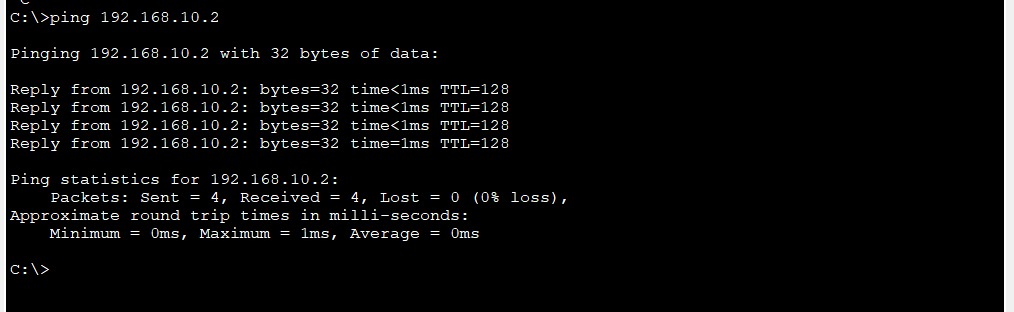 C:\>ping 192.168.10.2
Pinging 192.168.10.2 with 32 bytes of data:
Reply from 192.168.10.2: bytes=32 time<1ms TTL=128
Reply from 192.168.10.2: bytes=32 time<1ms TTL=128
Reply from 192.168.10.2: bytes=32 time<1ms TTL=128
Reply from 192.168.10.2: bytes=32 time=1ms TTL=128
Ping statistics for 192.168.10.2:
    Packets: Sent = 4, Received = 4, Lost = 0 (0% loss),
Approximate round trip times in milli-seconds:
    Minimum = 0ms, Maximum = 1ms, Average = 0ms
C:\>